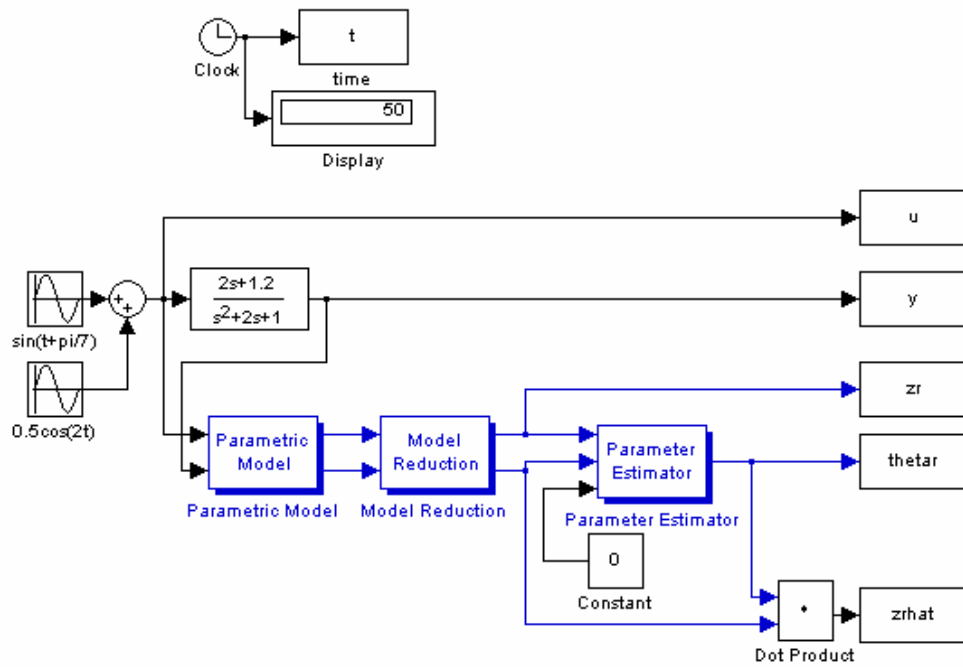 t
Clock
time
50
Display
u
2s+1.2
s²+2s+1
y
sin(t+pi/7)
0.5cos(2t)
zr
Parametric
Model
Model
Reduction
Parameter
Estimator
thetar
Parametric Model
Model Reduction
Parameter Estimator
0
Constant
zrhat
Dot Product